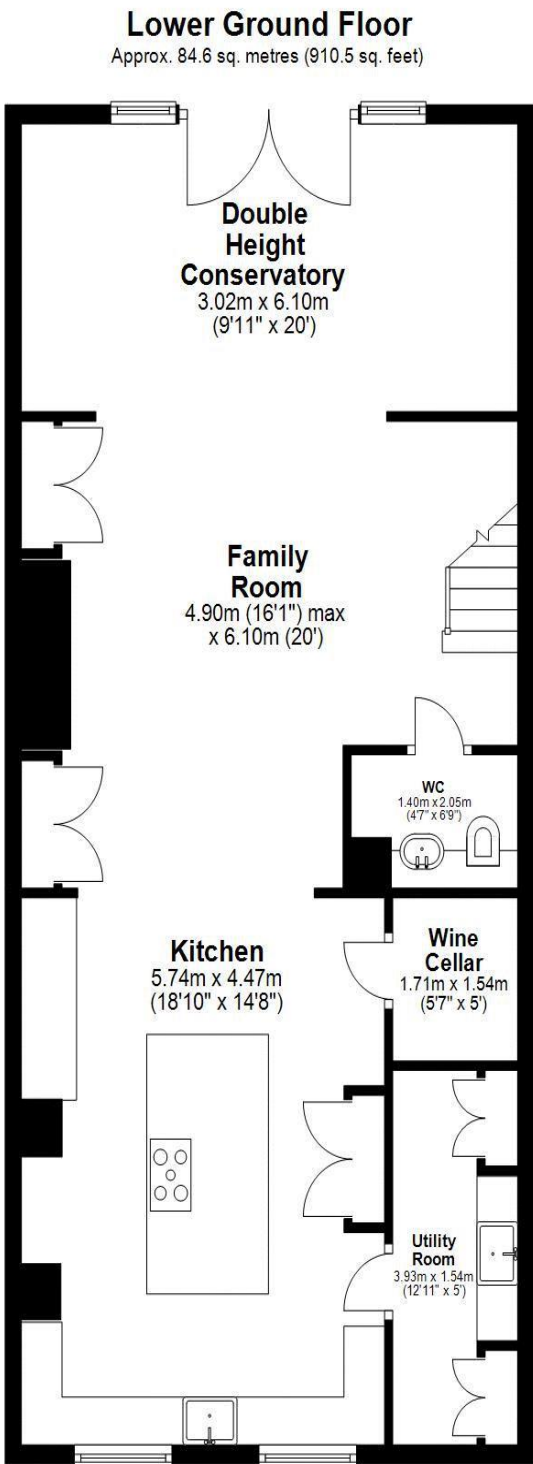 Lower Ground Floor
Approx. 84.6 sq. metres (910.5 sq. feet)
Double
Height
Conservatory
3.02m x 6.10m
(9'11" x 20')
Family
Room
4.90m (16'1") max
x 6.10m (20')
WC
1.40m x 2.05m
(4'7" x 6'9")
Kitchen
5.74m x 4.47m
(18'10" x 14'8")
Wine
Cellar
1.71m x 1.54m
(5'7" x 5')
Utility
Room
3.93m x 1.54m
(12'11" x 5')